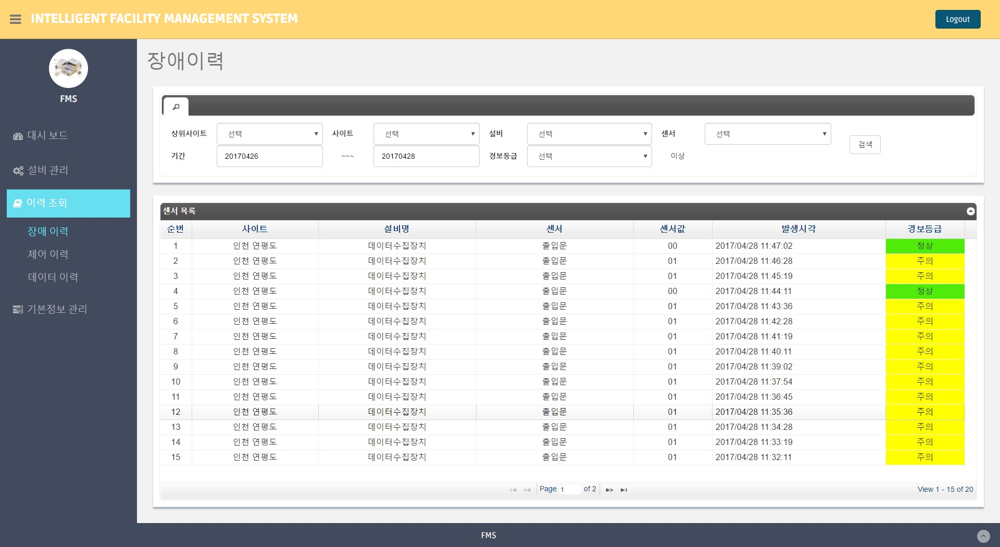 INTELLIGENT FACILITY MANAGEMENT SYSTEM
Logout
FMS
대시 보드
설비 관리
이력 조회
장애 이력
제어 이력
데이터 이력
기본정보 관리
장애이력
상위사이트 선택 사이트 선택 설비 선택 센서 선택
검색
기간 20170426 ~~~ 20170428 경보등급 선택 이상
센서 목록
순번 사이트 설비명 센서 센서값 발생시각 경보등급
1 인천 연평도 데이터수집장치 출입문 00 2017/04/28 11:47:02 정상
2 인천 연평도 데이터수집장치 출입문 01 2017/04/28 11:46:28 주의
3 인천 연평도 데이터수집장치 출입문 01 2017/04/28 11:45:19 주의
4 인천 연평도 데이터수집장치 출입문 00 2017/04/28 11:44:11 정상
5 인천 연평도 데이터수집장치 출입문 01 2017/04/28 11:43:36 주의
6 인천 연평도 데이터수집장치 출입문 01 2017/04/28 11:42:28 주의
7 인천 연평도 데이터수집장치 출입문 01 2017/04/28 11:41:19 주의
8 인천 연평도 데이터수집장치 출입문 01 2017/04/28 11:40:11 주의
9 인천 연평도 데이터수집장치 출입문 01 2017/04/28 11:39:02 주의
10 인천 연평도 데이터수집장치 출입문 01 2017/04/28 11:37:54 주의
11 인천 연평도 데이터수집장치 출입문 01 2017/04/28 11:36:45 주의
12 인천 연평도 데이터수집장치 출입문 01 2017/04/28 11:35:36 주의
13 인천 연평도 데이터수집장치 출입문 01 2017/04/28 11:34:28 주의
14 인천 연평도 데이터수집장치 출입문 01 2017/04/28 11:33:19 주의
15 인천 연평도 데이터수집장치 출입문 01 2017/04/28 11:32:11 주의
Page 1 of 2
View 1 - 15 of 20
FMS